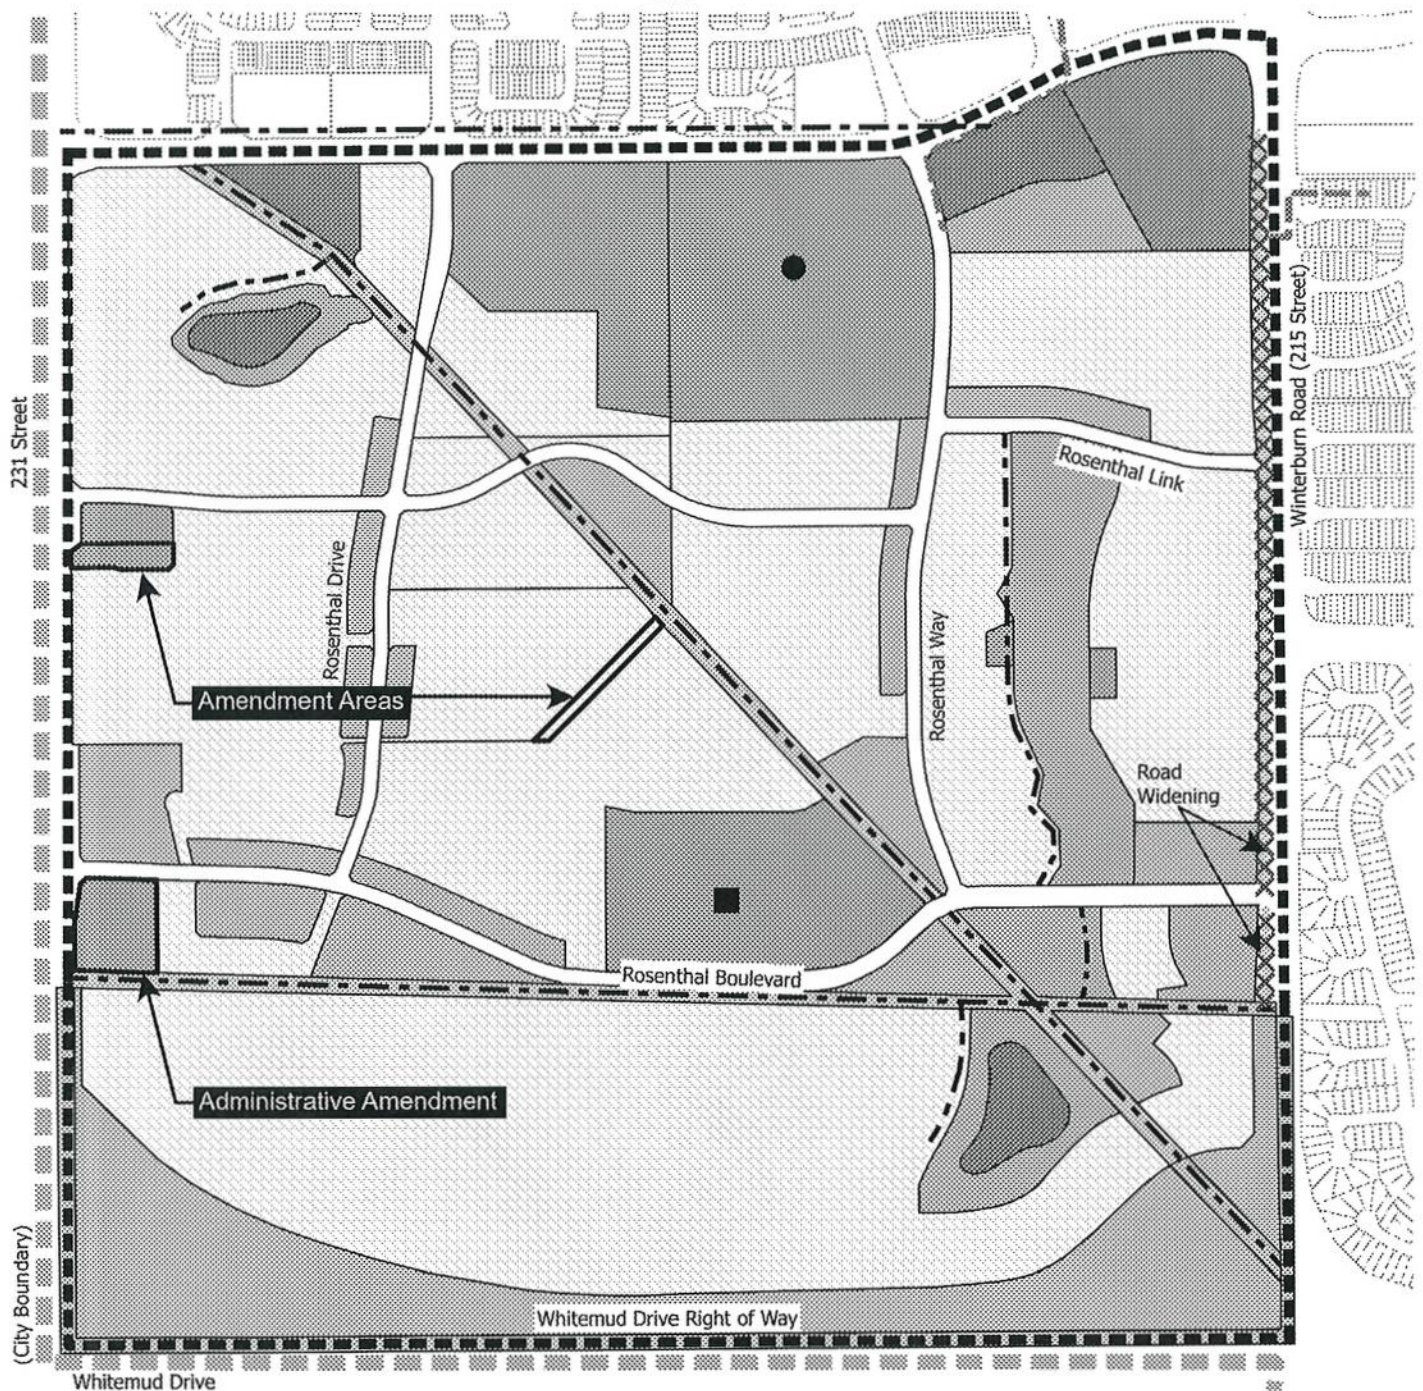 231 Street
Winterburn Road (215 Street)
Rosenthal Link
Rosenthal Drive
Rosenthal Way
Amendment Areas
Road
Widening
Rosenthal Boulevard
Administrative Amendment
Whitemud Drive Right of Way
(City Boundary)
Whitemud Drive